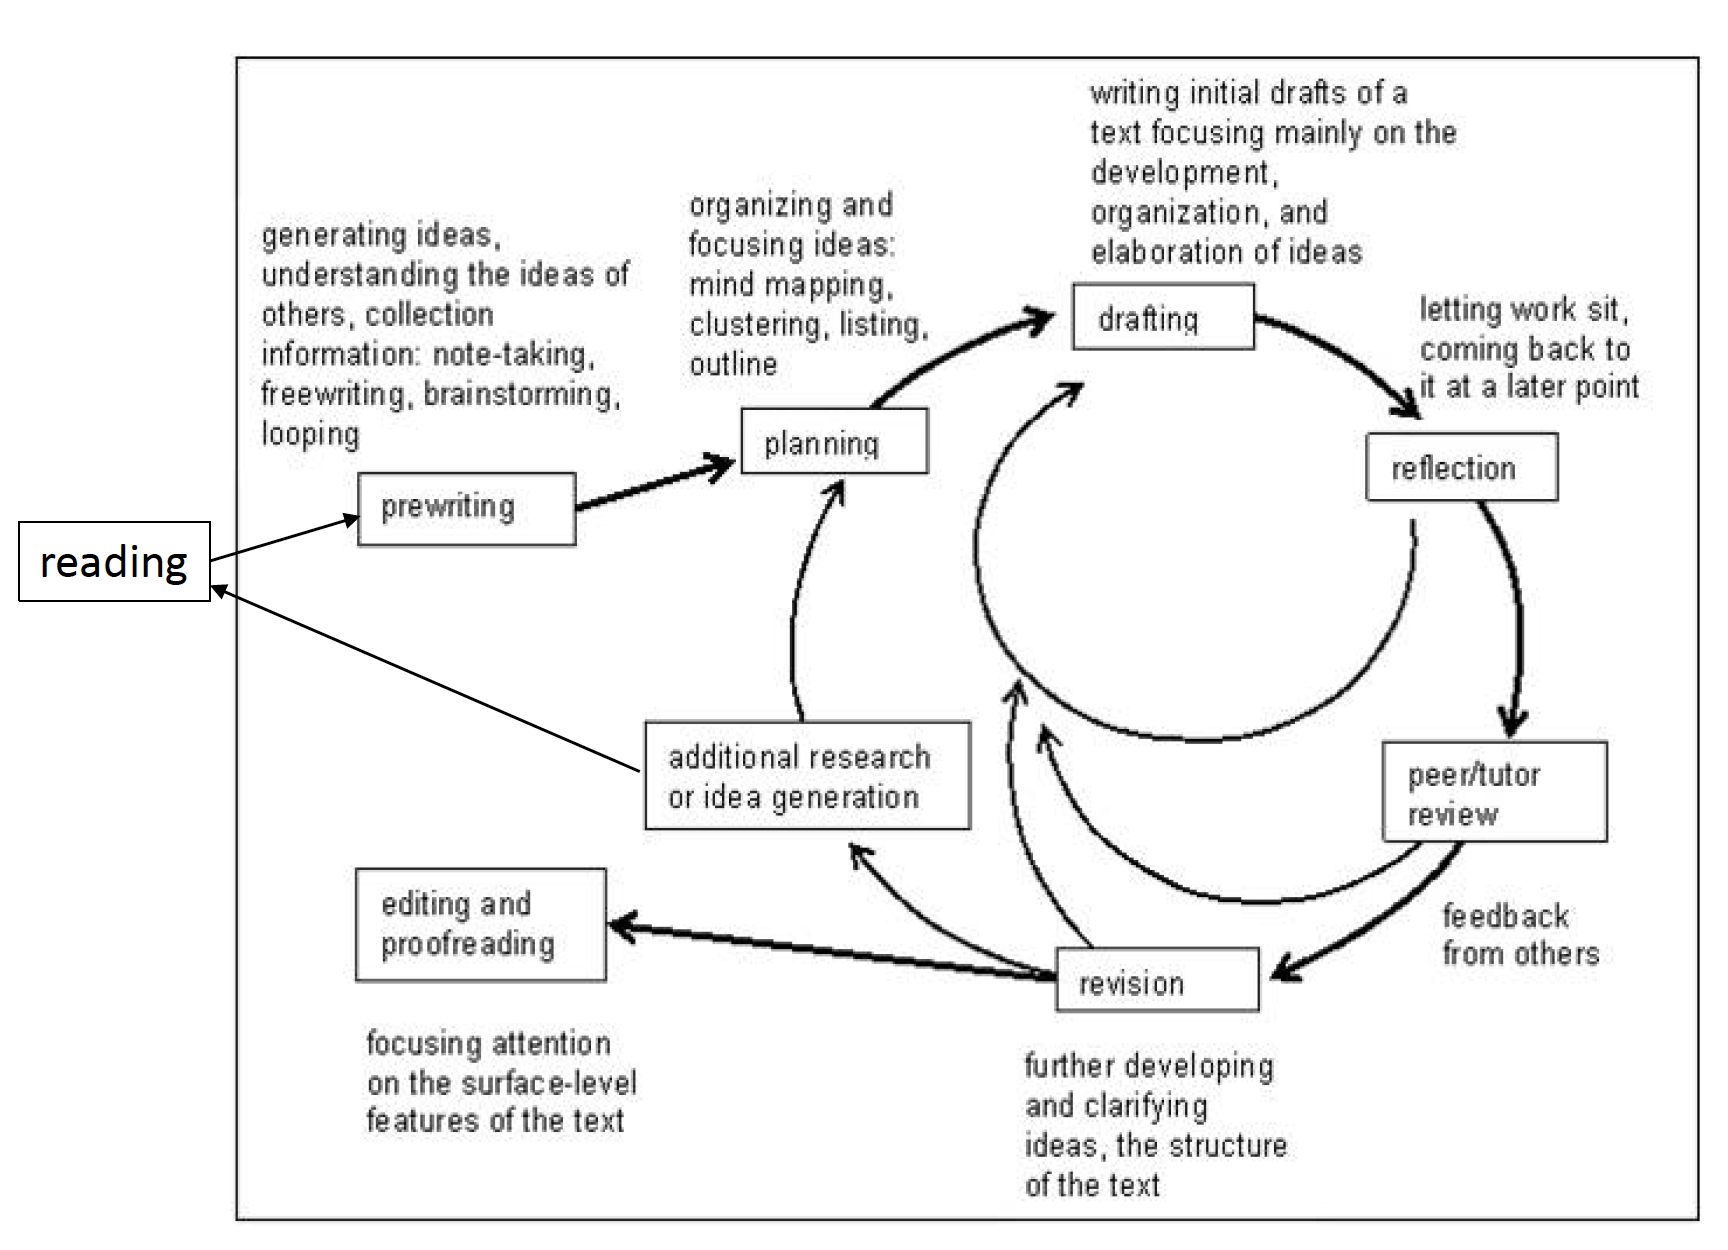 reading
generating ideas,
understanding the ideas of
others, collection
information: note-taking,
freewriting, brainstorming,
looping
prewriting
organizing and
focusing ideas:
mind mapping,
clustering, listing,
outline
planning
writing initial drafts of a
text focusing mainly on the
development,
organization, and
elaboration of ideas
drafting
letting work sit,
coming back to
it at a later point
reflection
peer/tutor
review
feedback
from others
revision
further developing
and clarifying
ideas, the structure
of the text
additional research
or idea generation
editing and
proofreading
focusing attention
on the surface-level
features of the text